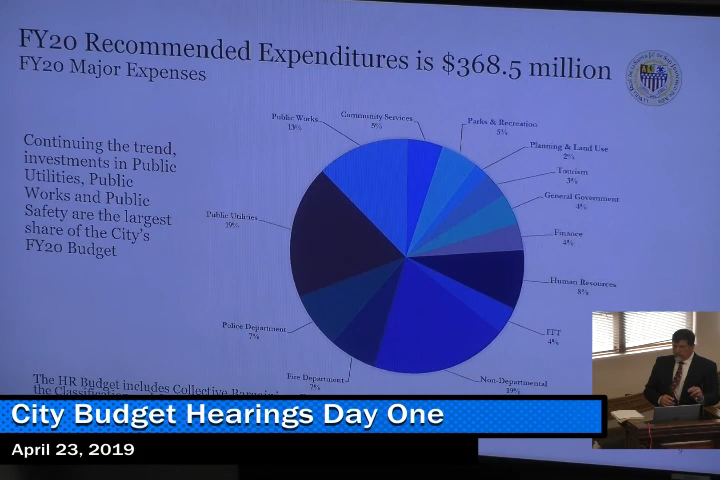 FY20 Recommended Expenditures is $368.5 million
FY20 Major Expenses
Continuing the trend,
investments in Public
Utilities, Public
Works and Public
Safety are the largest
share of the City's
FY20 Budget
Public Works
13%
Community Services
5%
Parks & Recreation
5%
Planning & Land Use
2%
Tourism
3%
General Government
4%
Finance
4%
Human Resources
8%
ITT
4%
Non-Departmental
19%
Fire Department
7%
Police Department
7%
Public Utilities
19%
The HR Budget includes Collective
City Budget Hearings Day One
April 23, 2019